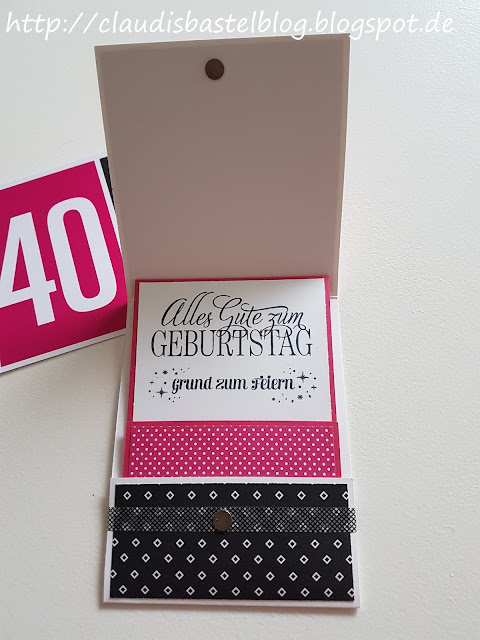 http://claudisbastelblog.blogspot.de
40
Alles Gute zum
GEBURTSTAG
Grund zum Feiern